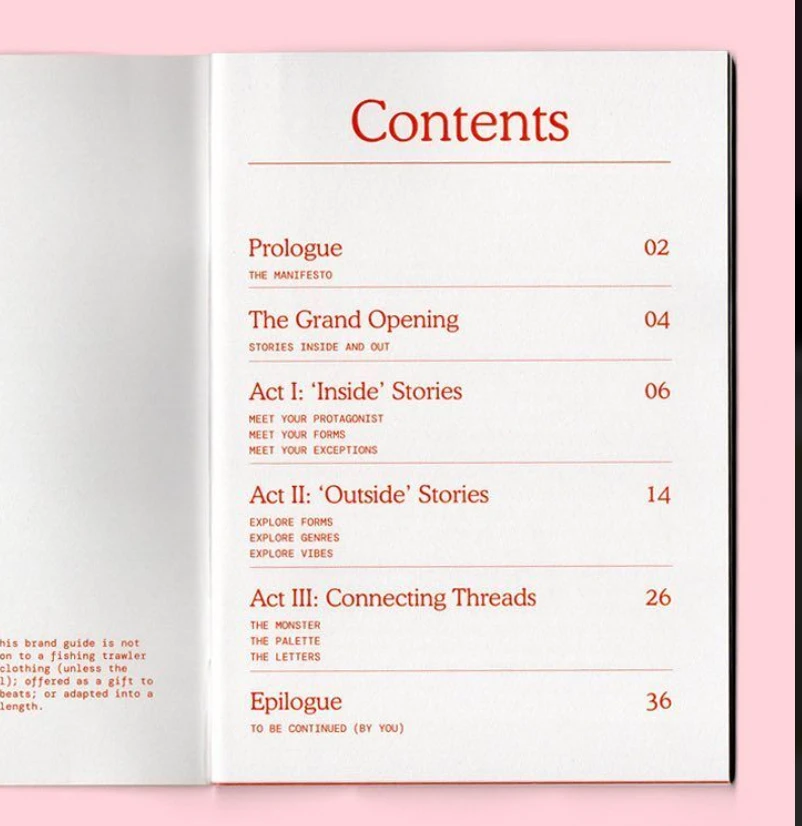 his brand guide is not
on to a fishing trawler
clothing (unless the
l); offered as a gift to
beats; or adapted into a
length.
Contents
Prologue 02
THE MANIFESTO
The Grand Opening 04
STORIES INSIDE AND OUT
Act I: ‘Inside’ Stories 06
MEET YOUR PROTAGONIST
MEET YOUR FORMS
MEET YOUR EXCEPTIONS
Act II: ‘Outside’ Stories 14
EXPLORE FORMS
EXPLORE GENRES
EXPLORE VIBES
Act III: Connecting Threads 26
THE MONSTER
THE PALETTE
THE LETTERS
Epilogue 36
TO BE CONTINUED (BY YOU)